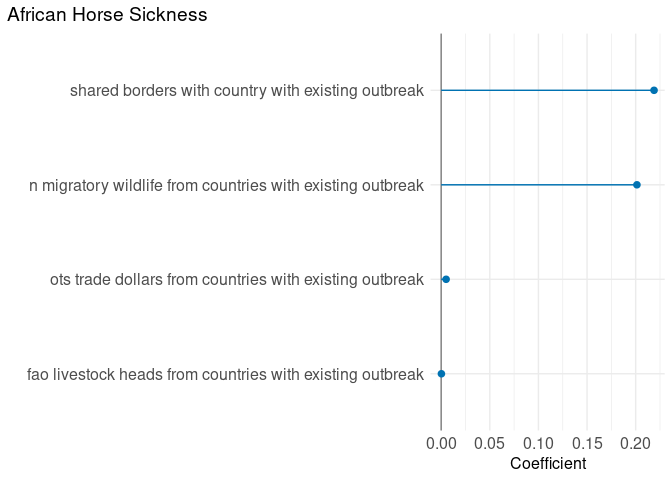 African Horse Sickness
shared borders with country with existing outbreak
n migratory wildlife from countries with existing outbreak
ots trade dollars from countries with existing outbreak
fao livestock heads from countries with existing outbreak
0.00 0.05 0.10 0.15 0.20
Coefficient